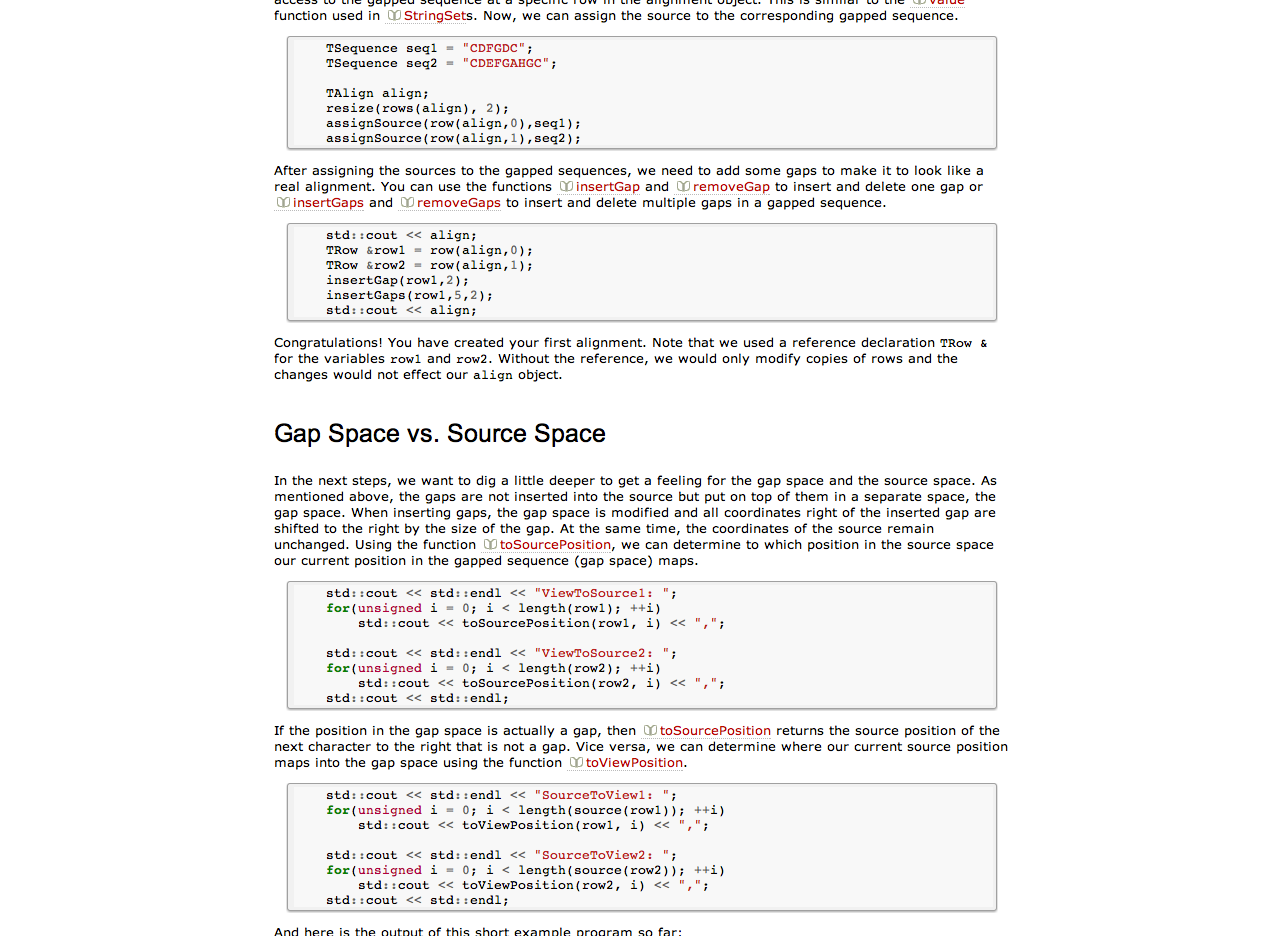 access to the gapped sequence at a specific row in the alignment object. This is similar to the value
function used in StringSets. Now, we can assign the source to the corresponding gapped sequence.
TSequence seq1 = "CDFGDC";
TSequence seq2 = "CDEFGAHGC";
TAlign align;
resize(rows(align), 2);
assignSource(row(align,0),seq1);
assignSource(row(align,1),seq2);
After assigning the sources to the gapped sequences, we need to add some gaps to make it to look like a
real alignment. You can use the functions insertGap and removeGap to insert and delete one gap or
insertGaps and removeGaps to insert and delete multiple gaps in a gapped sequence.
std::cout << align;
TRow &row1 = row(align,0);
TRow &row2 = row(align,1);
insertGap(row1,2);
insertGaps(row1,5,2);
std::cout << align;
Congratulations! You have created your first alignment. Note that we used a reference declaration TRow &
for the variables row1 and row2. Without the reference, we would only modify copies of rows and the
changes would not effect our align object.
Gap Space vs. Source Space
In the next steps, we want to dig a little deeper to get a feeling for the gap space and the source space. As
mentioned above, the gaps are not inserted into the source but put on top of them in a separate space, the
gap space. When inserting gaps, the gap space is modified and all coordinates right of the inserted gap are
shifted to the right by the size of the gap. At the same time, the coordinates of the source remain
unchanged. Using the function toSourcePosition, we can determine to which position in the source space
our current position in the gapped sequence (gap space) maps.
std::cout << std::endl << "ViewToSource1: ";
for(unsigned i = 0; i < length(row1); ++i)
std::cout << toSourcePosition(row1, i) << ",";
std::cout << std::endl << "ViewToSource2: ";
for(unsigned i = 0; i < length(row2); ++i)
std::cout << toSourcePosition(row2, i) << ",";
std::cout << std::endl;
If the position in the gap space is actually a gap, then toSourcePosition returns the source position of the
next character to the right that is not a gap. Vice versa, we can determine where our current source position
maps into the gap space using the function toViewPosition.
std::cout << std::endl << "SourceToView1: ";
for(unsigned i = 0; i < length(source(row1)); ++i)
std::cout << toViewPosition(row1, i) << ",";
std::cout << std::endl << "SourceToView2: ";
for(unsigned i = 0; i < length(source(row2)); ++i)
std::cout << toViewPosition(row2, i) << ",";
std::cout << std::endl;
And here is the output of this short example program so far: